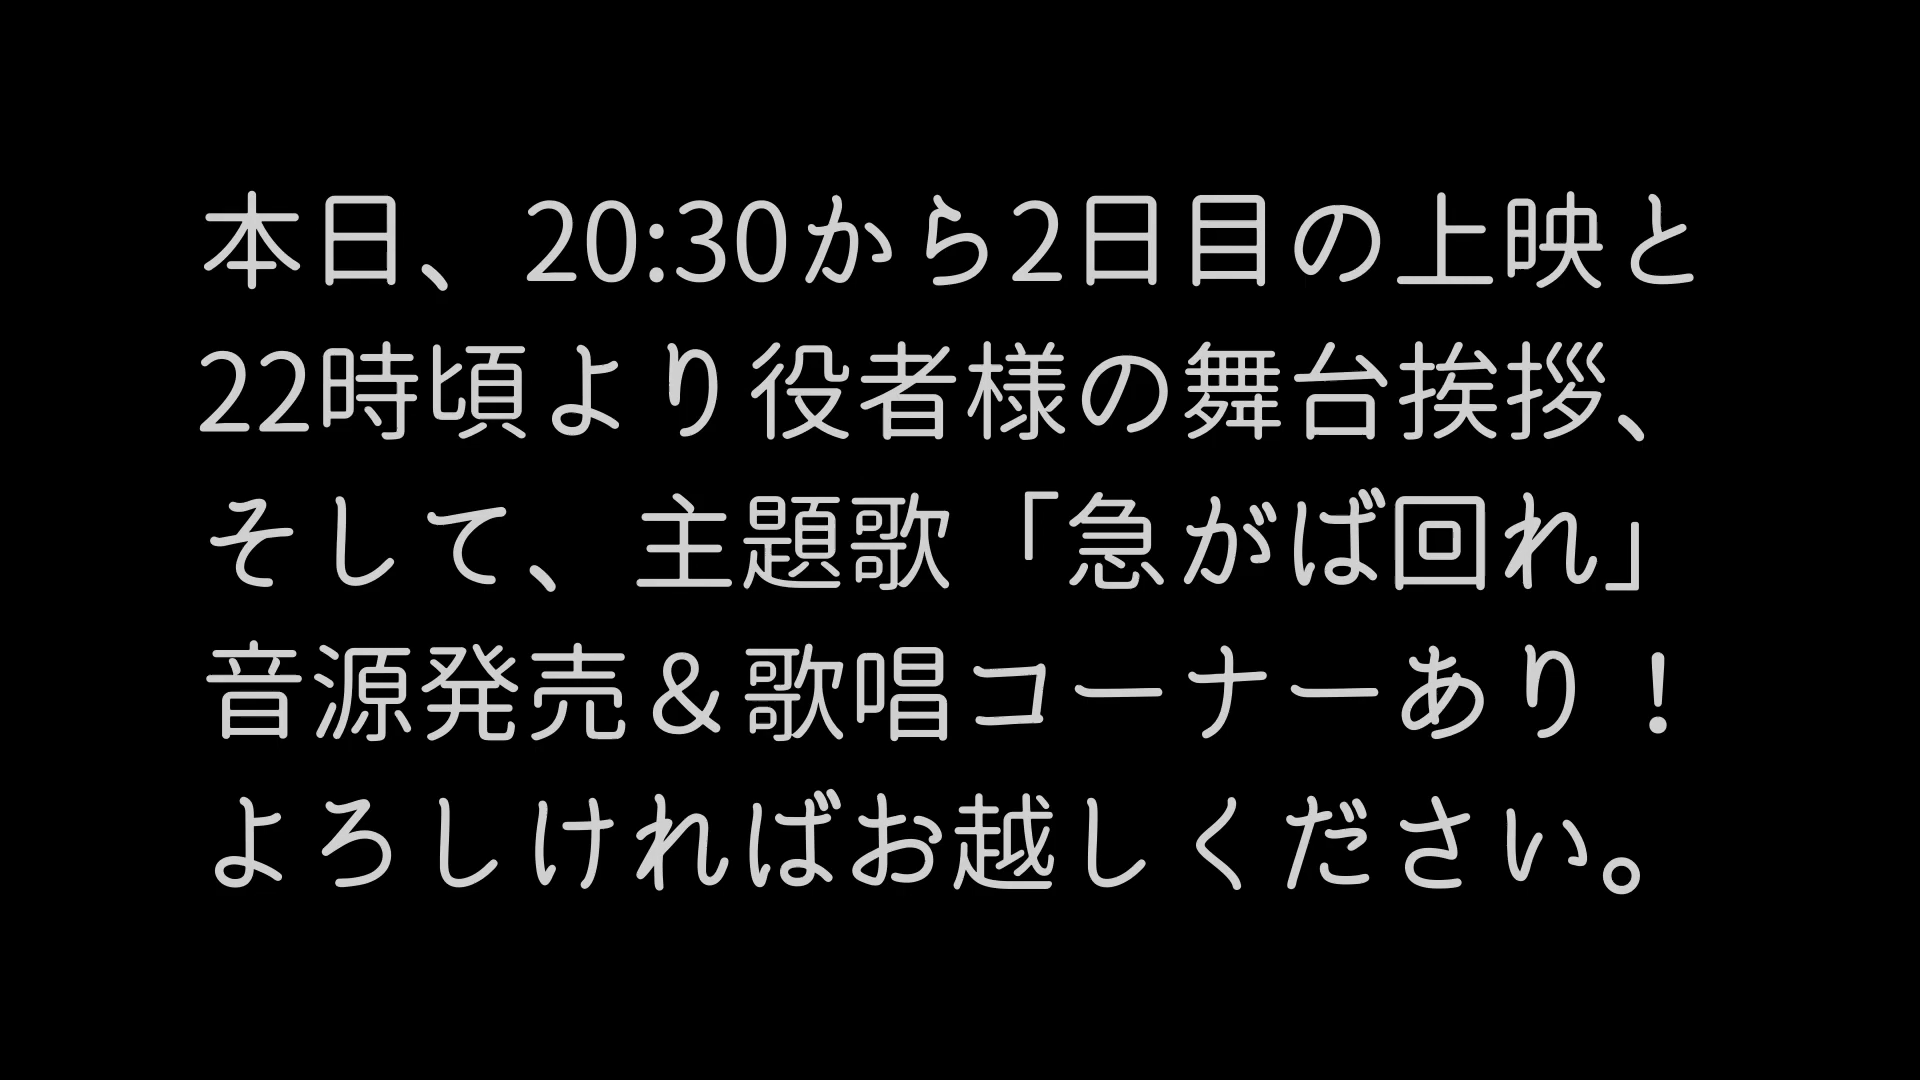 本日、20:30から2日目の上映と
22時頃より役者様の舞台挨拶、
そして、主題歌「急がば回れ」
音源発売&歌唱コーナーあり！
よろしければお越しください。